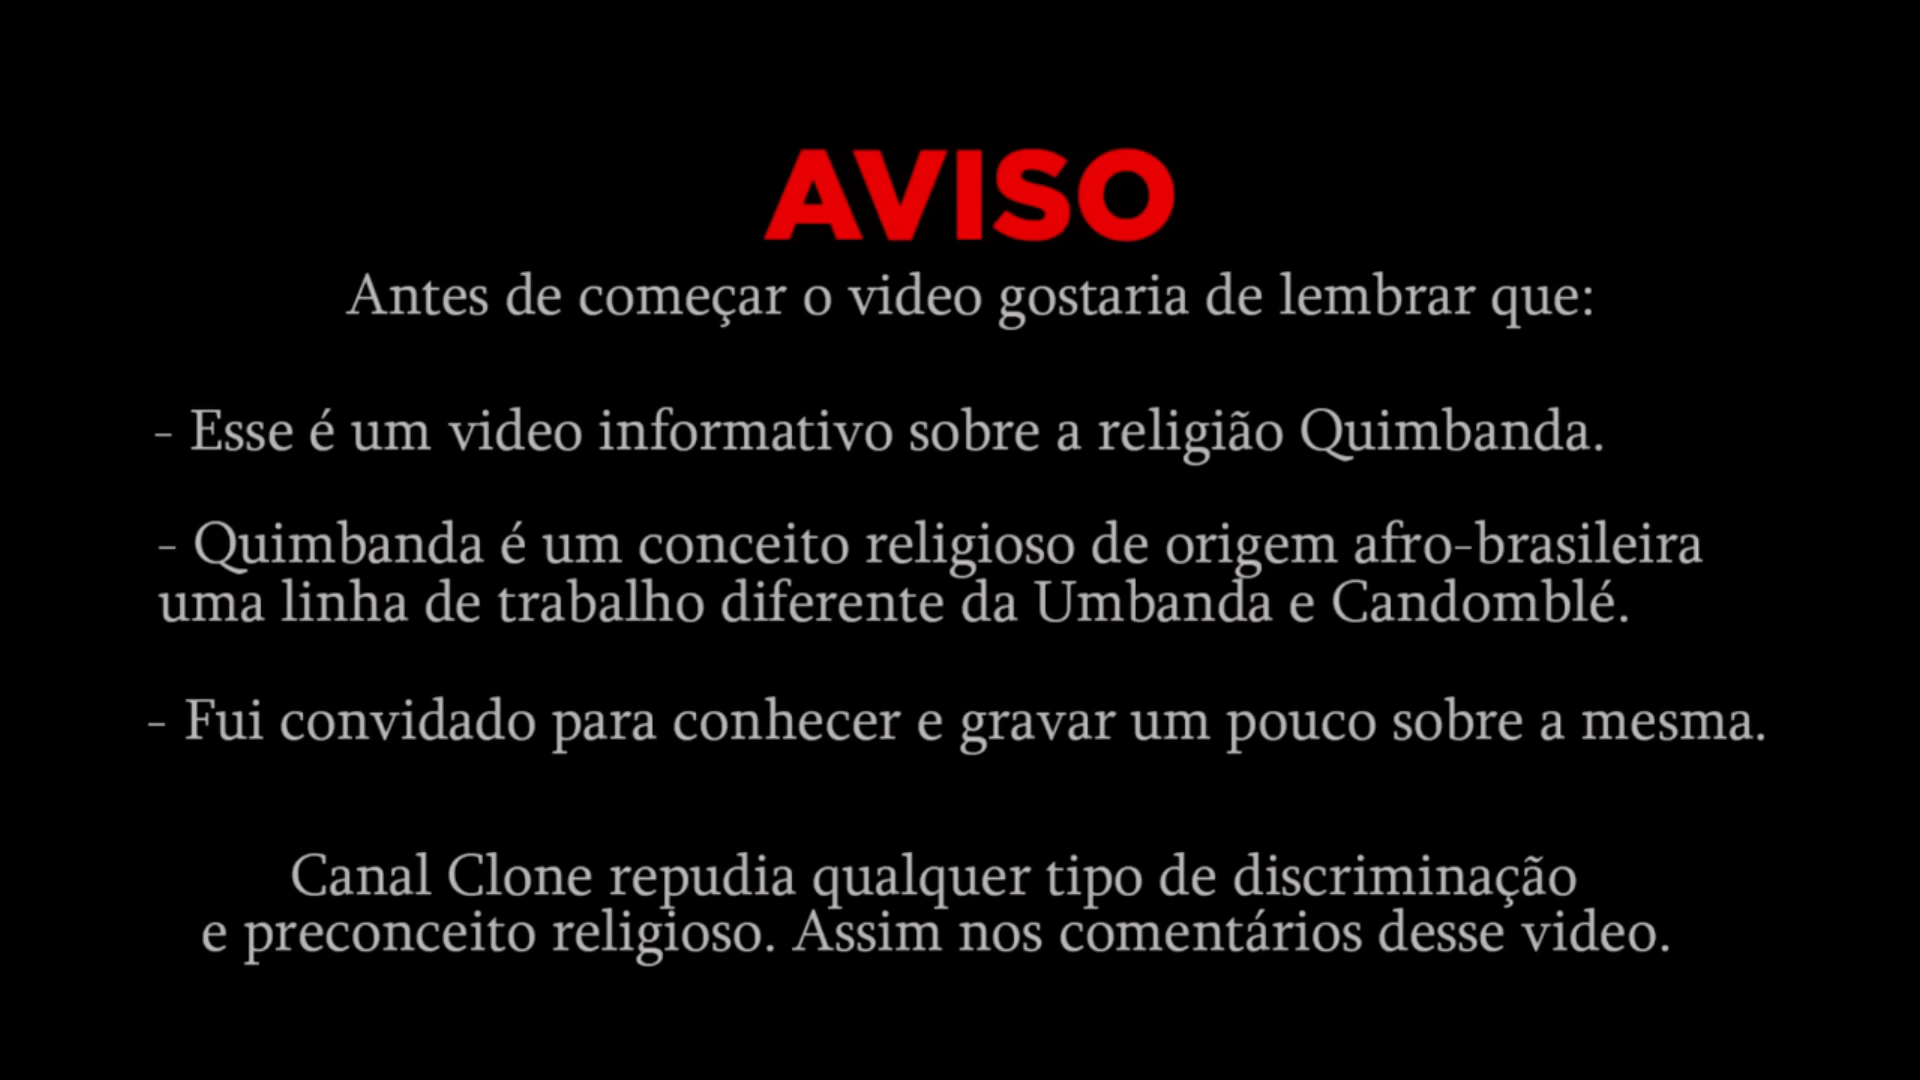 AVISO
Antes de começar o video gostaria de lembrar que:
- Esse é um video informativo sobre a religião Quimbanda.
- Quimbanda é um conceito religioso de origem afro-brasileira
uma linha de trabalho diferente da Umbanda e Candomblé.
- Fui convidado para conhecer e gravar um pouco sobre a mesma.
Canal Clone repudia qualquer tipo de discriminação
e preconceito religioso. Assim nos comentários desse video.